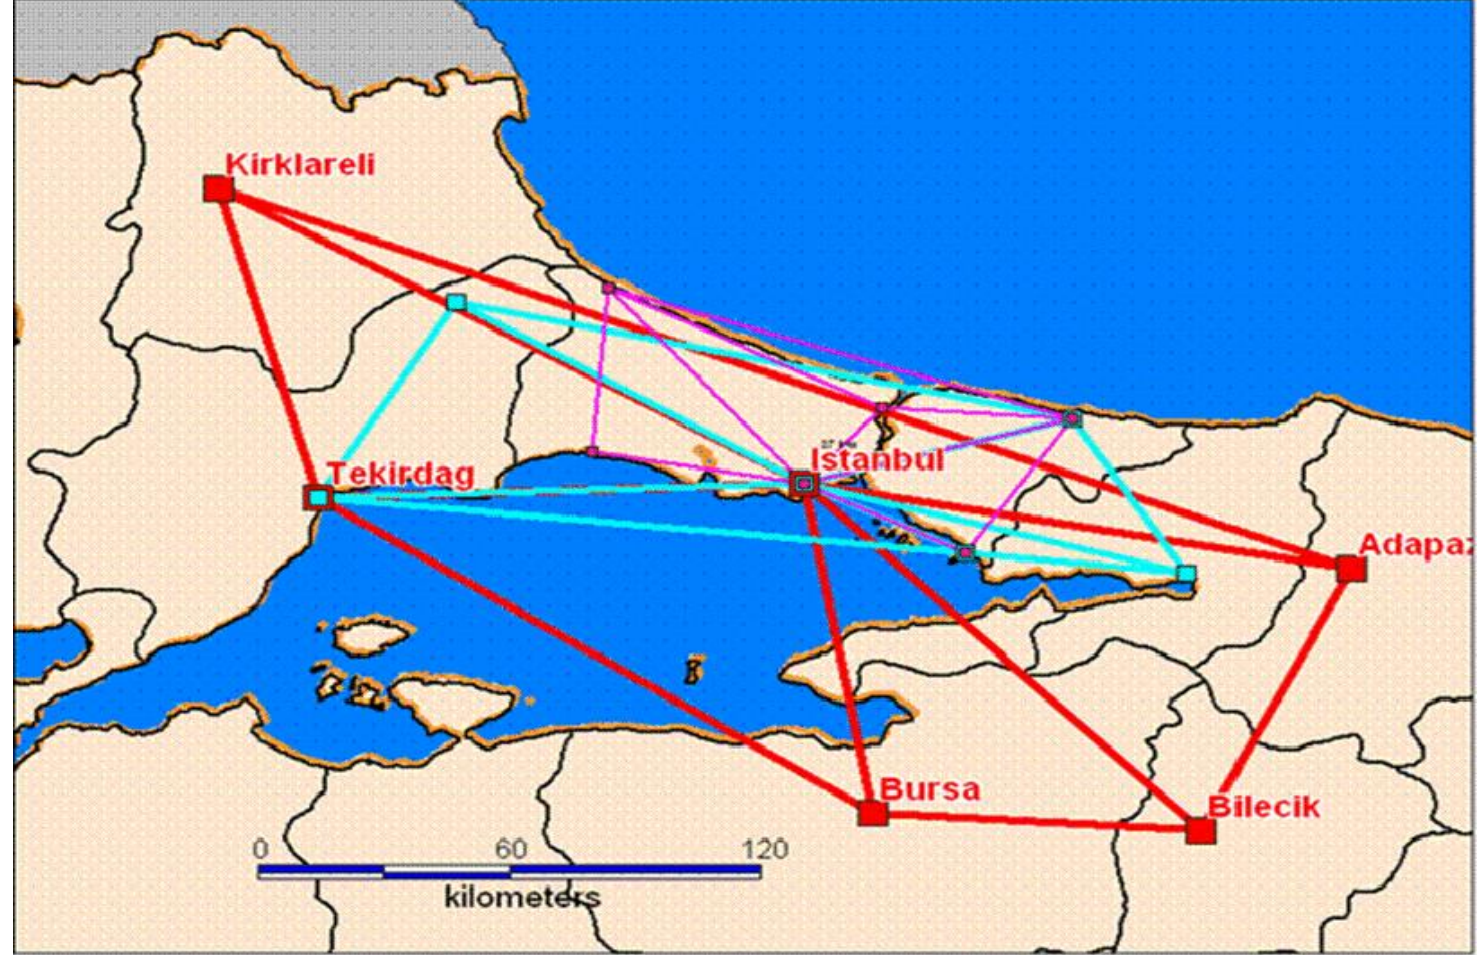 Kirklareli
Tekirdag
Istanbul
Adapaz
Bursa
Bilecik
0 60 120
kilometers